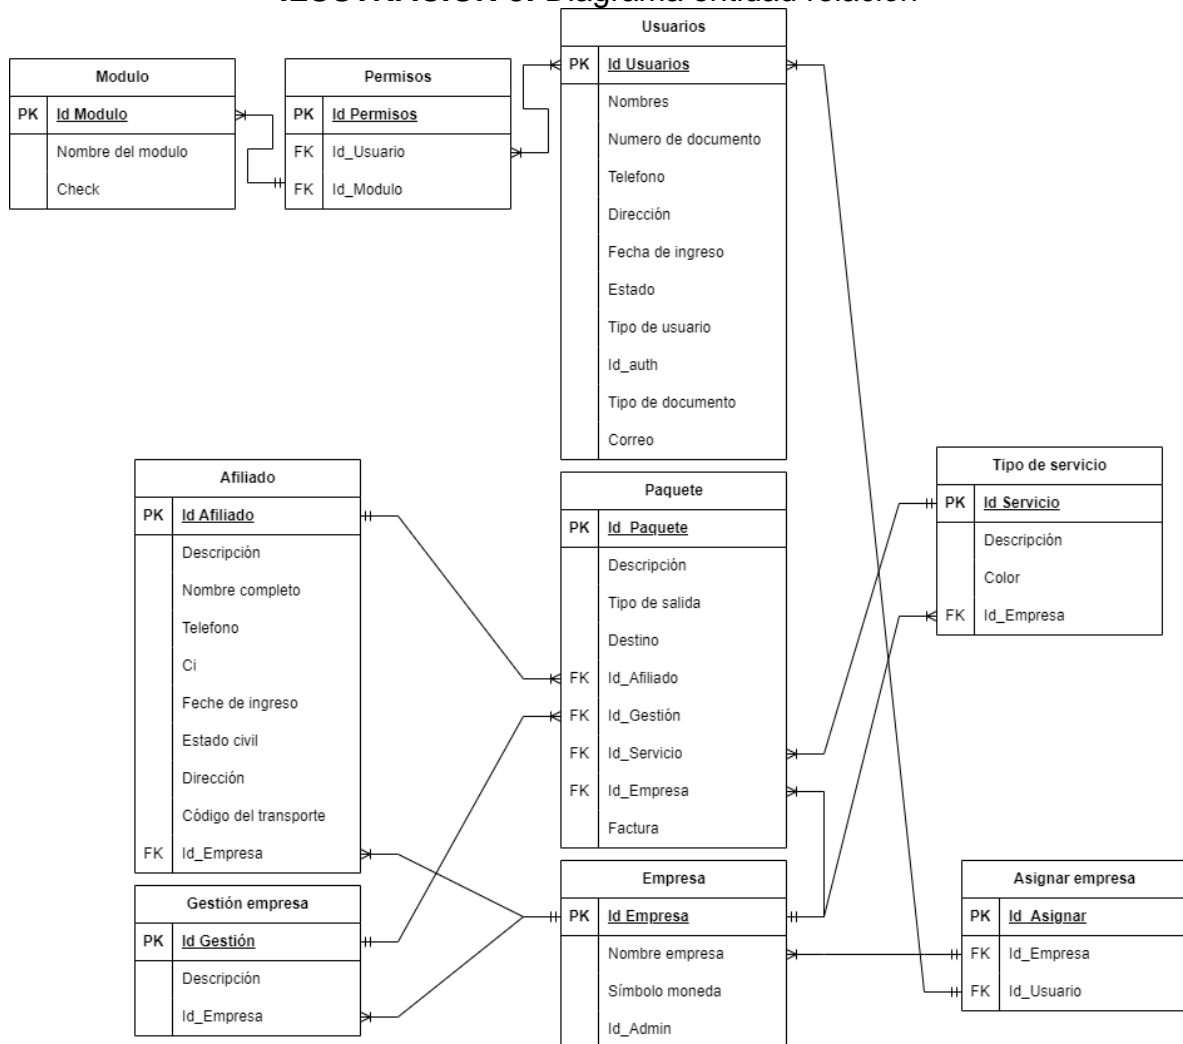 ILUSTRACIÓN Diagrama entidad relación
Usuarios
PK Id Usuarios
Nombres
Numero de documento
Telefono
Dirección
Fecha de ingreso
Estado
Tipo de usuario
Id_auth
Tipo de documento
Correo
Modulo
PK Id Modulo
Nombre del modulo
Check
Permisos
PK Id Permisos
FK Id_Usuario
FK Id_Modulo
Afiliado
PK Id Afiliado
Descripción
Nombre completo
Telefono
Ci
Feche de ingreso
Estado civil
Dirección
Código del transporte
FK Id_Empresa
Paquete
PK Id_Paquete
Descripción
Tipo de salida
Destino
FK Id_Afiliado
FK Id_Gestión
FK Id_Servicio
FK Id_Empresa
Factura
Tipo de servicio
PK Id Servicio
Descripción
Color
FK Id_Empresa
Gestión empresa
PK Id Gestión
Descripción
Id_Empresa
Empresa
PK Id Empresa
Nombre empresa
Símbolo moneda
Id_Admin
Asignar empresa
PK Id_Asignar
FK Id_Empresa
FK Id_Usuario